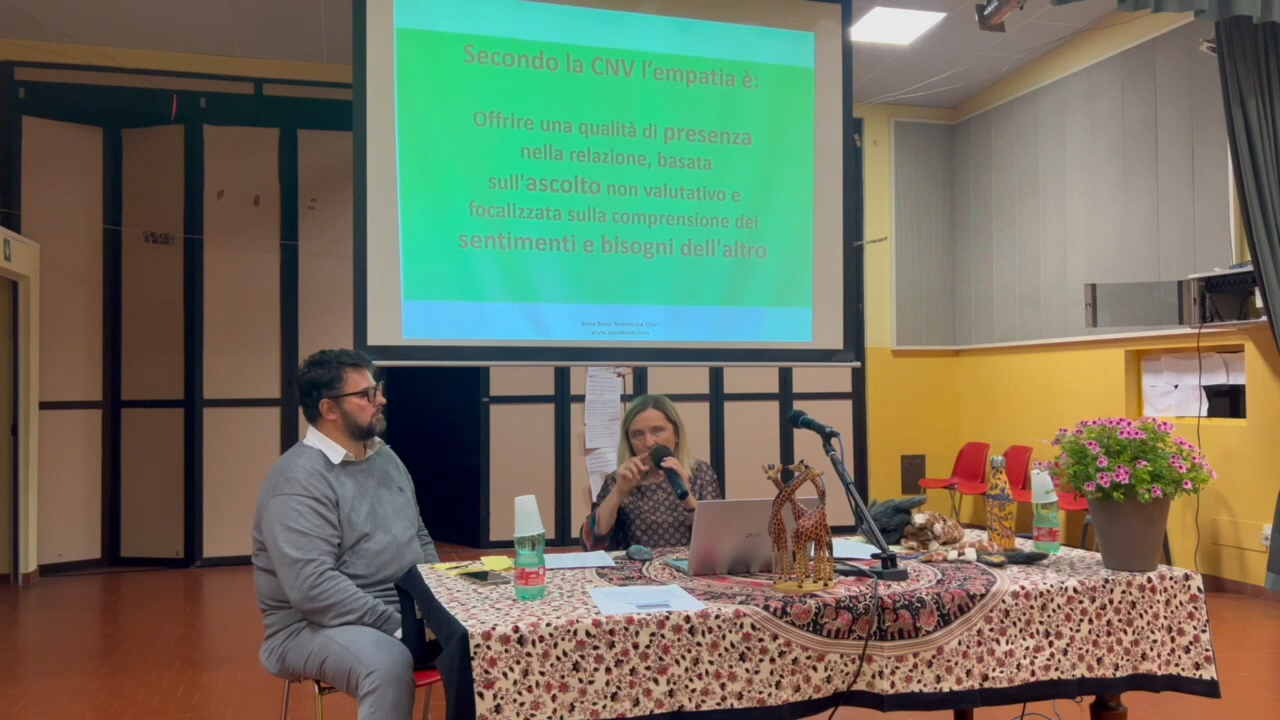 Secondo la CNV l'empatia è:
Offrire una qualità di presenza
nella relazione, basata
sull'ascolto non valutativo e
focalizzata sulla comprensione dei
sentimenti e bisogni dell'altro